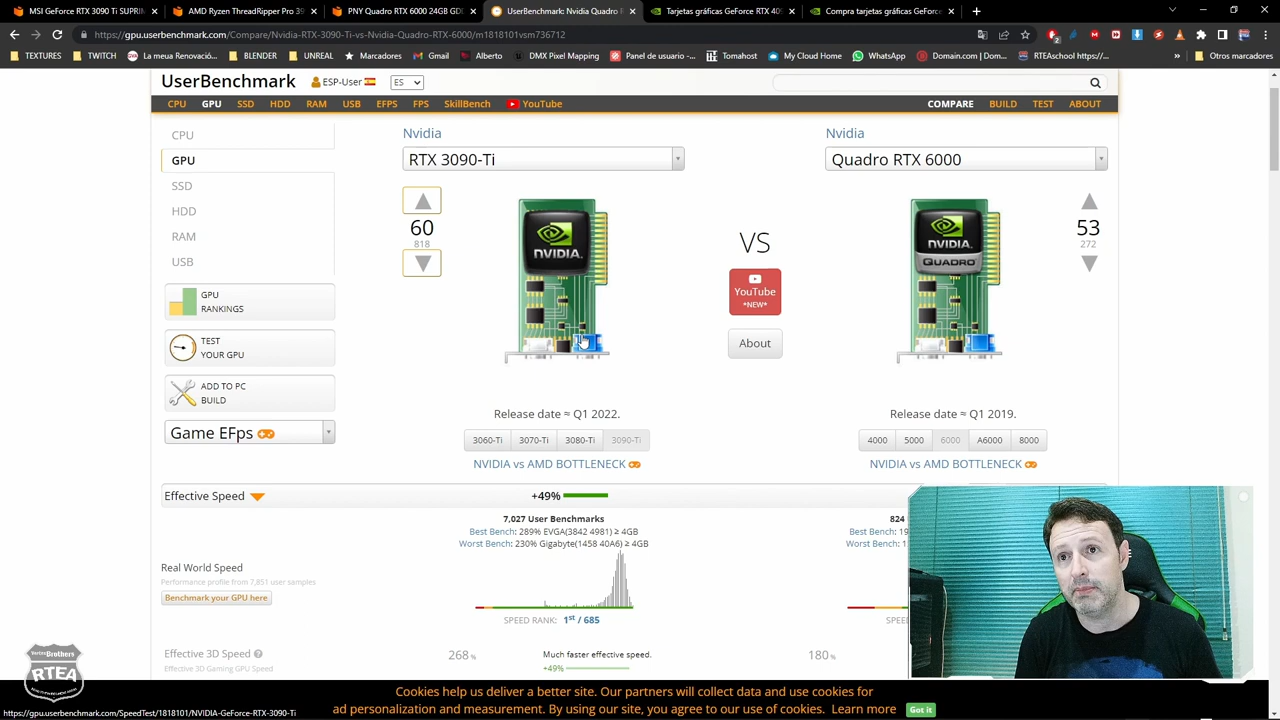 MSI GeForce RTX 3090 Ti SUPRIM
AMD Ryzen ThreadRipper Pro 39
PNY Quadro RTX 6000 24GB GD
UserBenchmark: Nvidia Quadro R
Tarjetas gráficas GeForce RTX 40
Compra tarjetas gráficas GeForce
https://gpu.userbenchmark.com/Compare/Nvidia-RTX-3090-Ti-vs-Nvidia-Quadro-RTX-6000/m1818101vsm736712
TEXTURES
TWITCH
La meua Renovació...
BLENDER
UNREAL
Marcadores
Gmail
Alberto
DMX Pixel Mapping
Panel de usuario -...
Tomahost
My Cloud Home
WhatsApp
Domain.com | Dom...
RTEAschool https://...
»
Otros marcadores
UserBenchmark
ESP-User
ES
CPU GPU SSD HDD RAM USB EFPS FPS SkillBench YouTube
COMPARE BUILD TEST ABOUT
CPU
GPU
SSD
HDD
RAM
USB
GPU
RANKINGS
TEST
YOUR GPU
ADD TO PC
BUILD
Game EFps
Nvidia
RTX 3090-Ti
60
818
NVIDIA.
VS
YouTube
*NEW*
About
Nvidia
Quadro RTX 6000
NVIDIA.
QUADRO
53
272
Release date ≈ Q1 2022.
3060-Ti 3070-Ti 3080-Ti 3090-Ti
NVIDIA vs AMD BOTTLENECK
Release date ≈ Q1 2019.
4000 5000 6000 A6000 8000
NVIDIA vs AMD BOTTLENECK
Effective Speed
+49%
Real World Speed
Performance profile from 7,851 user samples
Benchmark your GPU here
7,027 User Benchmarks
Best Bench: 289% EVGA(3842 4981) ≥ 4GB
Worst Bench: 230% Gigabyte(1458 40A6) ≥ 4GB
SPEED RANK: 1st / 685
824
Best Bench: 19
Worst Bench: 1
SPEED
Effective 3D Speed
Effective 3D Gaming GPU Speed
268%
Much faster effective speed.
+49%
180%
VertexBrothers
RTEA
Cookies help us deliver a better site. Our partners will collect data and use cookies for
ad personalization and measurement. By using our site, you agree to our use of cookies. Learn more
Got it
https://gpu.userbenchmark.com/SpeedTest/1818101/NVIDIA-GeForce-RTX-3090-Ti